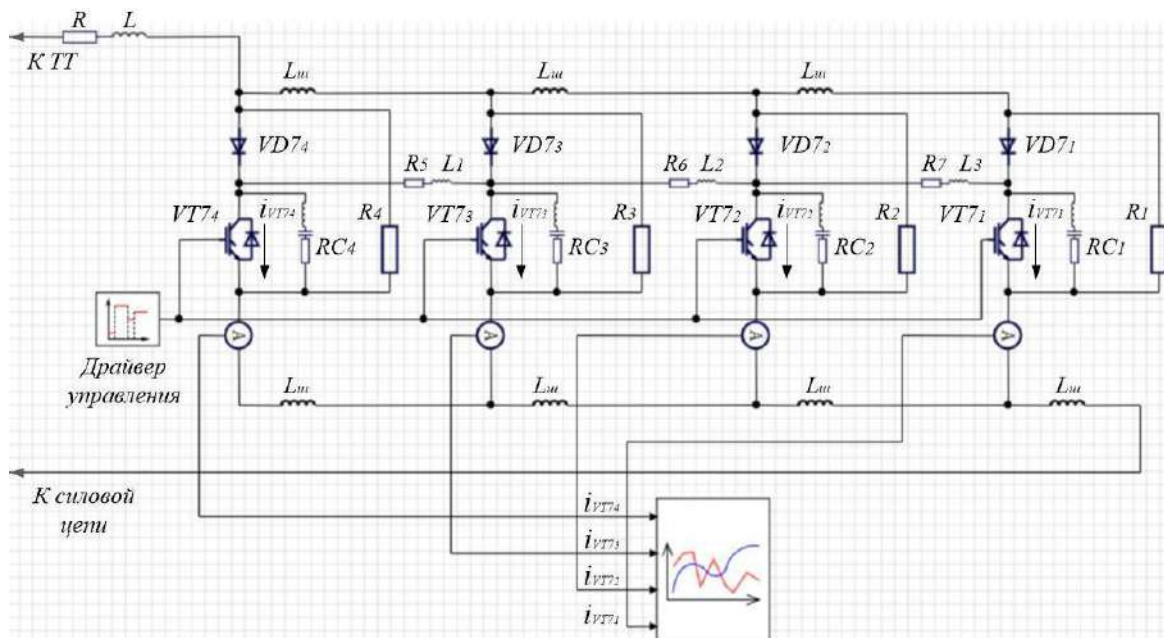 R L
К ТТ
Lш Lш Lш
VD74 VD73 VD72 VD71
R5 L1 R6 L2 R7 L3
VT74 iVT74 R4 VT73 iVT73 R3 VT72 iVT72 R2 VT71 iVT71 R1
RC4 RC3 RC2 RC1
A A A A
Драйвер
управления
Lш Lш Lш Lш
К силовой
цепи
iVT74
iVT73
iVT72
iVT71